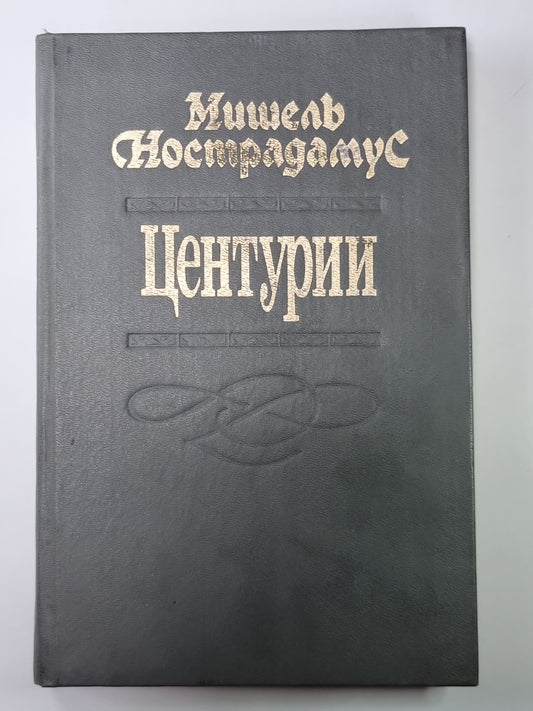 Мишель
Нострадамус
Центурии